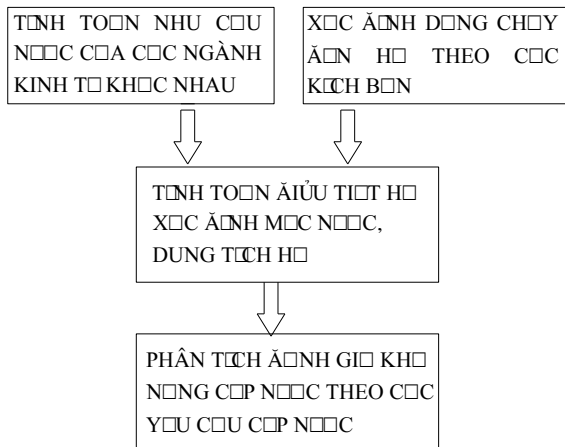 T□NH TO□N NHU C□U
N□□C C□A C□C NGÀNH
KINH T□ KH□C NHAU
X□C Ă□NH D□NG CH□Y
Ă□N H□ THEO C□C
K□CH B□N
T□NH TO□N ĂIỬU TI□T H□
X□C Ă□NH M□C N□□C,
DUNG T□CH H□
PHÂN T□CH Ă□NH GI□ KH□
N□NG C□P N□□C THEO C□C
Y□U C□U C□P N□□C